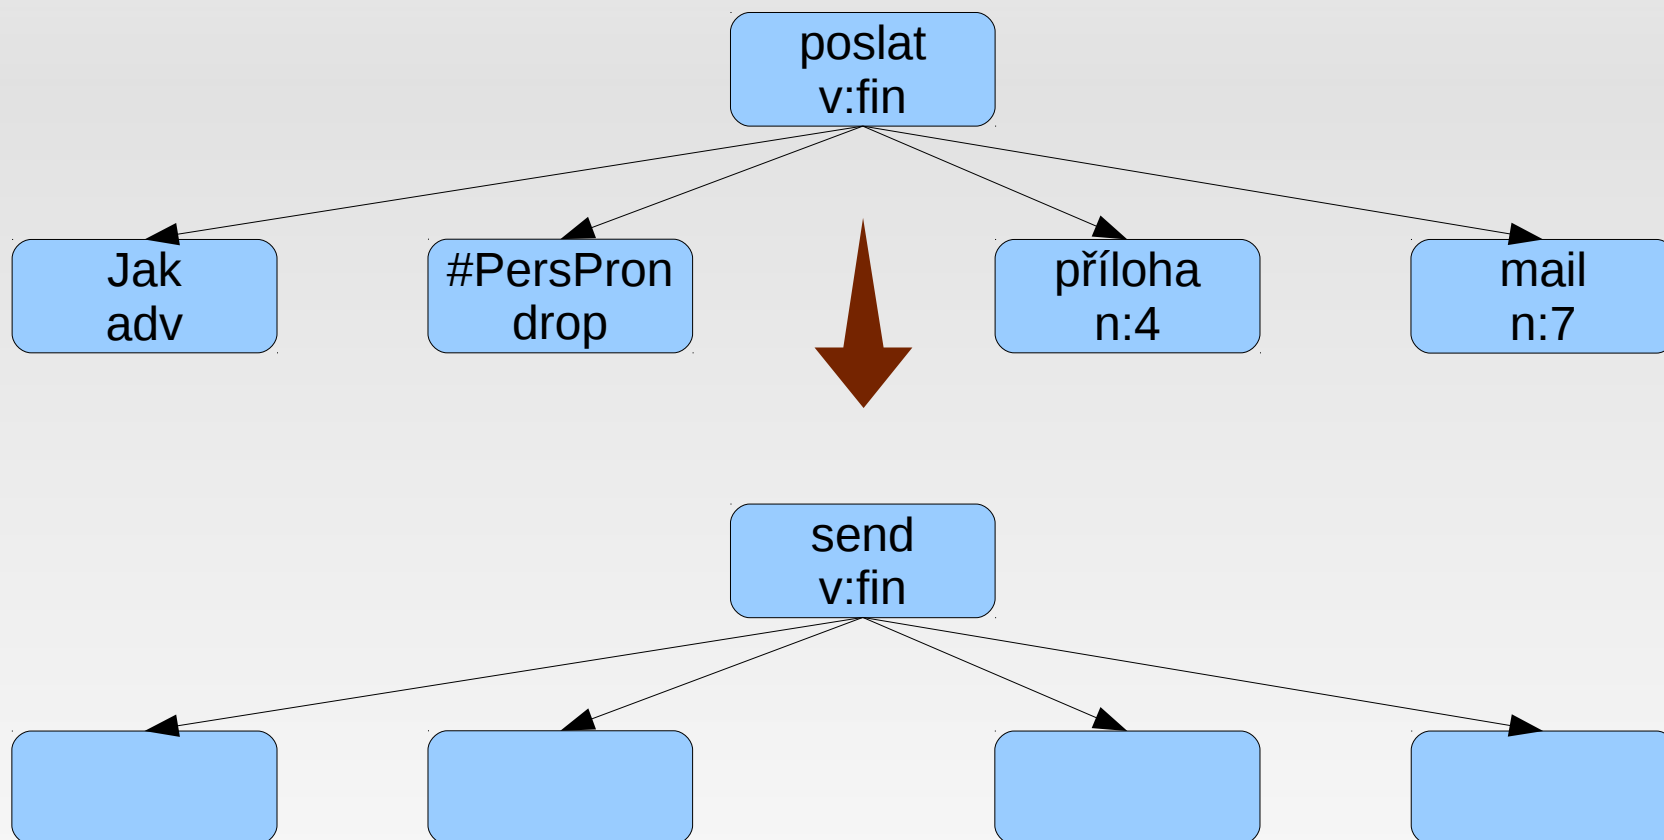 poslat
v:fin
Jak
adv
#PersPron
drop
příloha
n:4
mail
n:7
send
v:fin